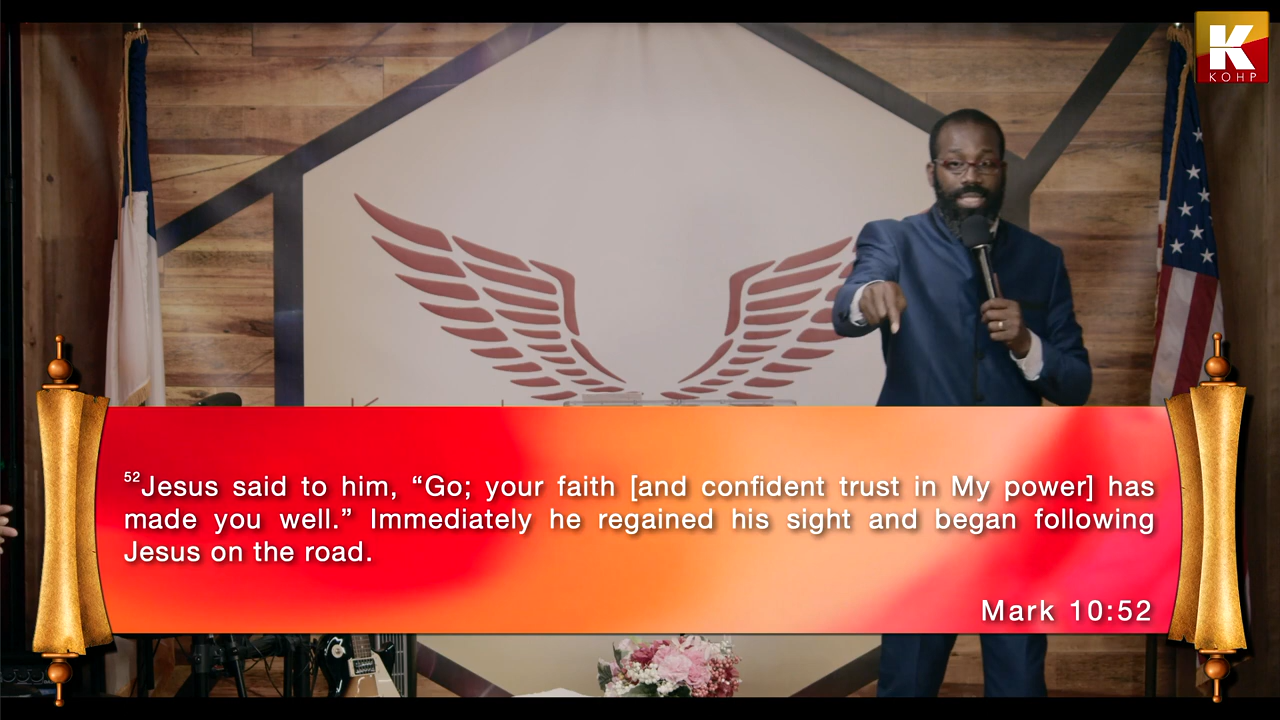 K
KOHP
⁵²Jesus said to him, “Go; your faith [and confident trust in My power] has
made you well.” Immediately he regained his sight and began following
Jesus on the road.
Mark 10:52